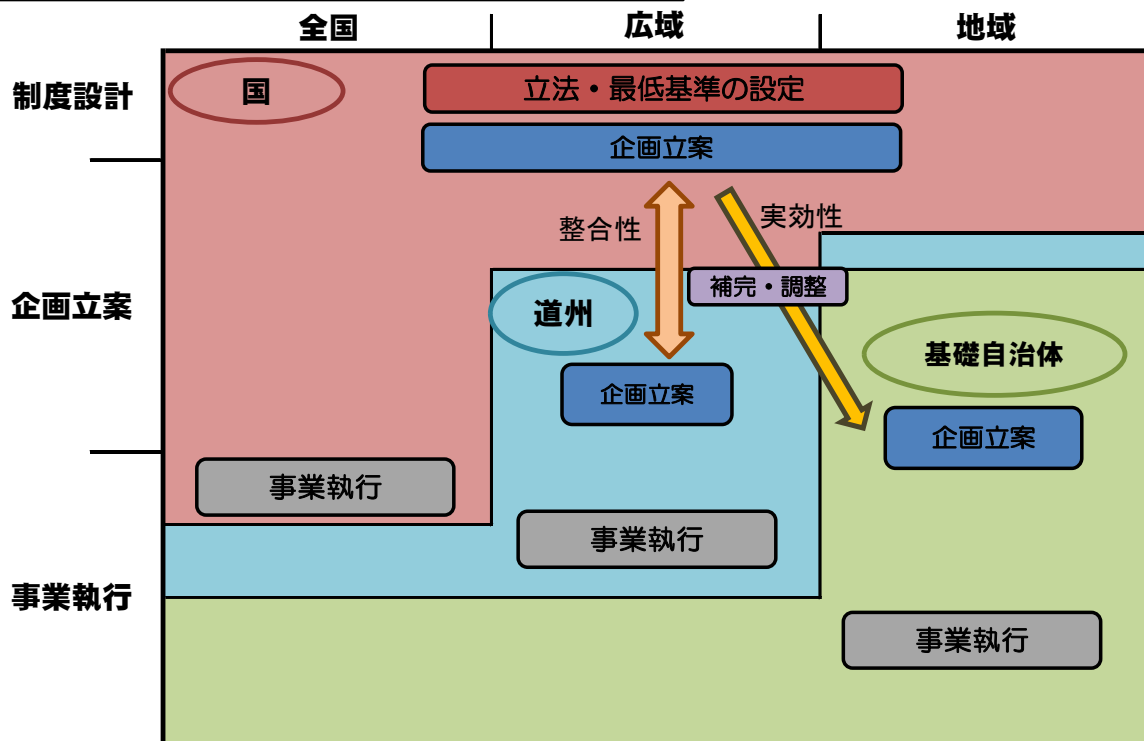 全国
広域
地域
制度設計
国
立法・最低基準の設定
企画立案
整合性
実効性
企画立案
道州
補完・調整
基礎自治体
企画立案
企画立案
事業執行
事業執行
事業執行
事業執行